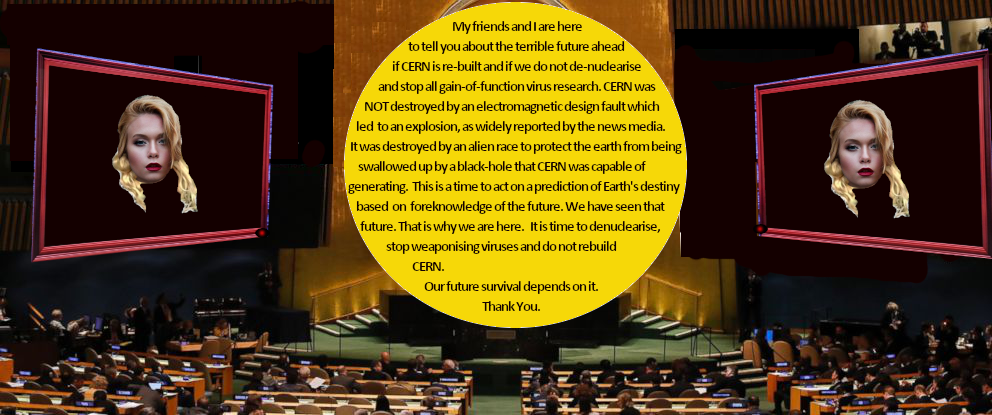 My friends and I are here
to tell you about the terrible future ahead
if CERN is re-built and if we do not de-nuclearise
and stop all gain-of-function virus research. CERN was
NOT destroyed by an electromagnetic design fault which
led to an explosion, as widely reported by the news media.
It was destroyed by an alien race to protect the earth from being
swallowed up by a black-hole that CERN was capable of
generating. This is a time to act on a prediction of Earth's destiny
based on foreknowledge of the future. We have seen that
future. That is why we are here. It is time to denuclearise,
stop weaponising viruses and do not rebuild
CERN.
Our future survival depends on it.
Thank You.